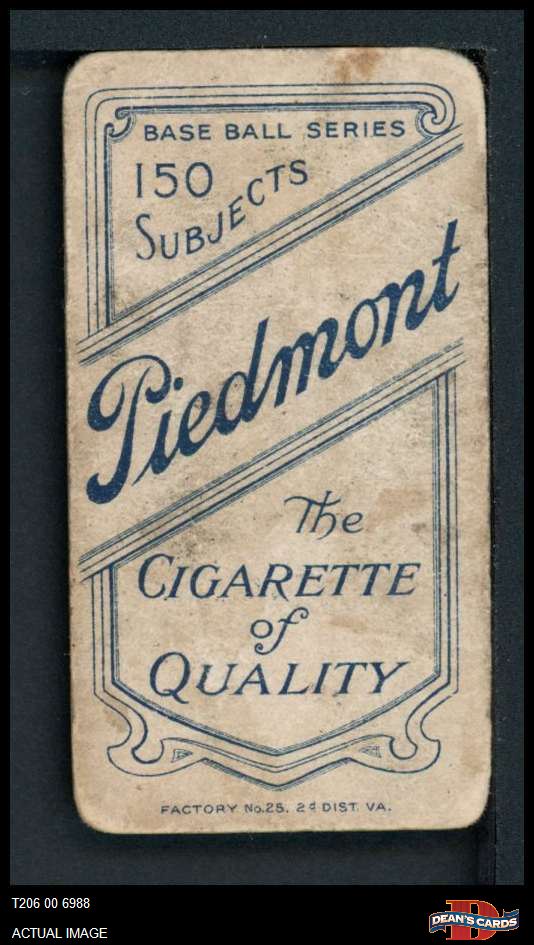 BASE BALL SERIES
150
SUBJECTS
Piedmont
The
CIGARETTE
of
QUALITY
FACTORY No.25. 2d DIST. VA.
T206 00 6988
ACTUAL IMAGE
DEAN'S CARDS